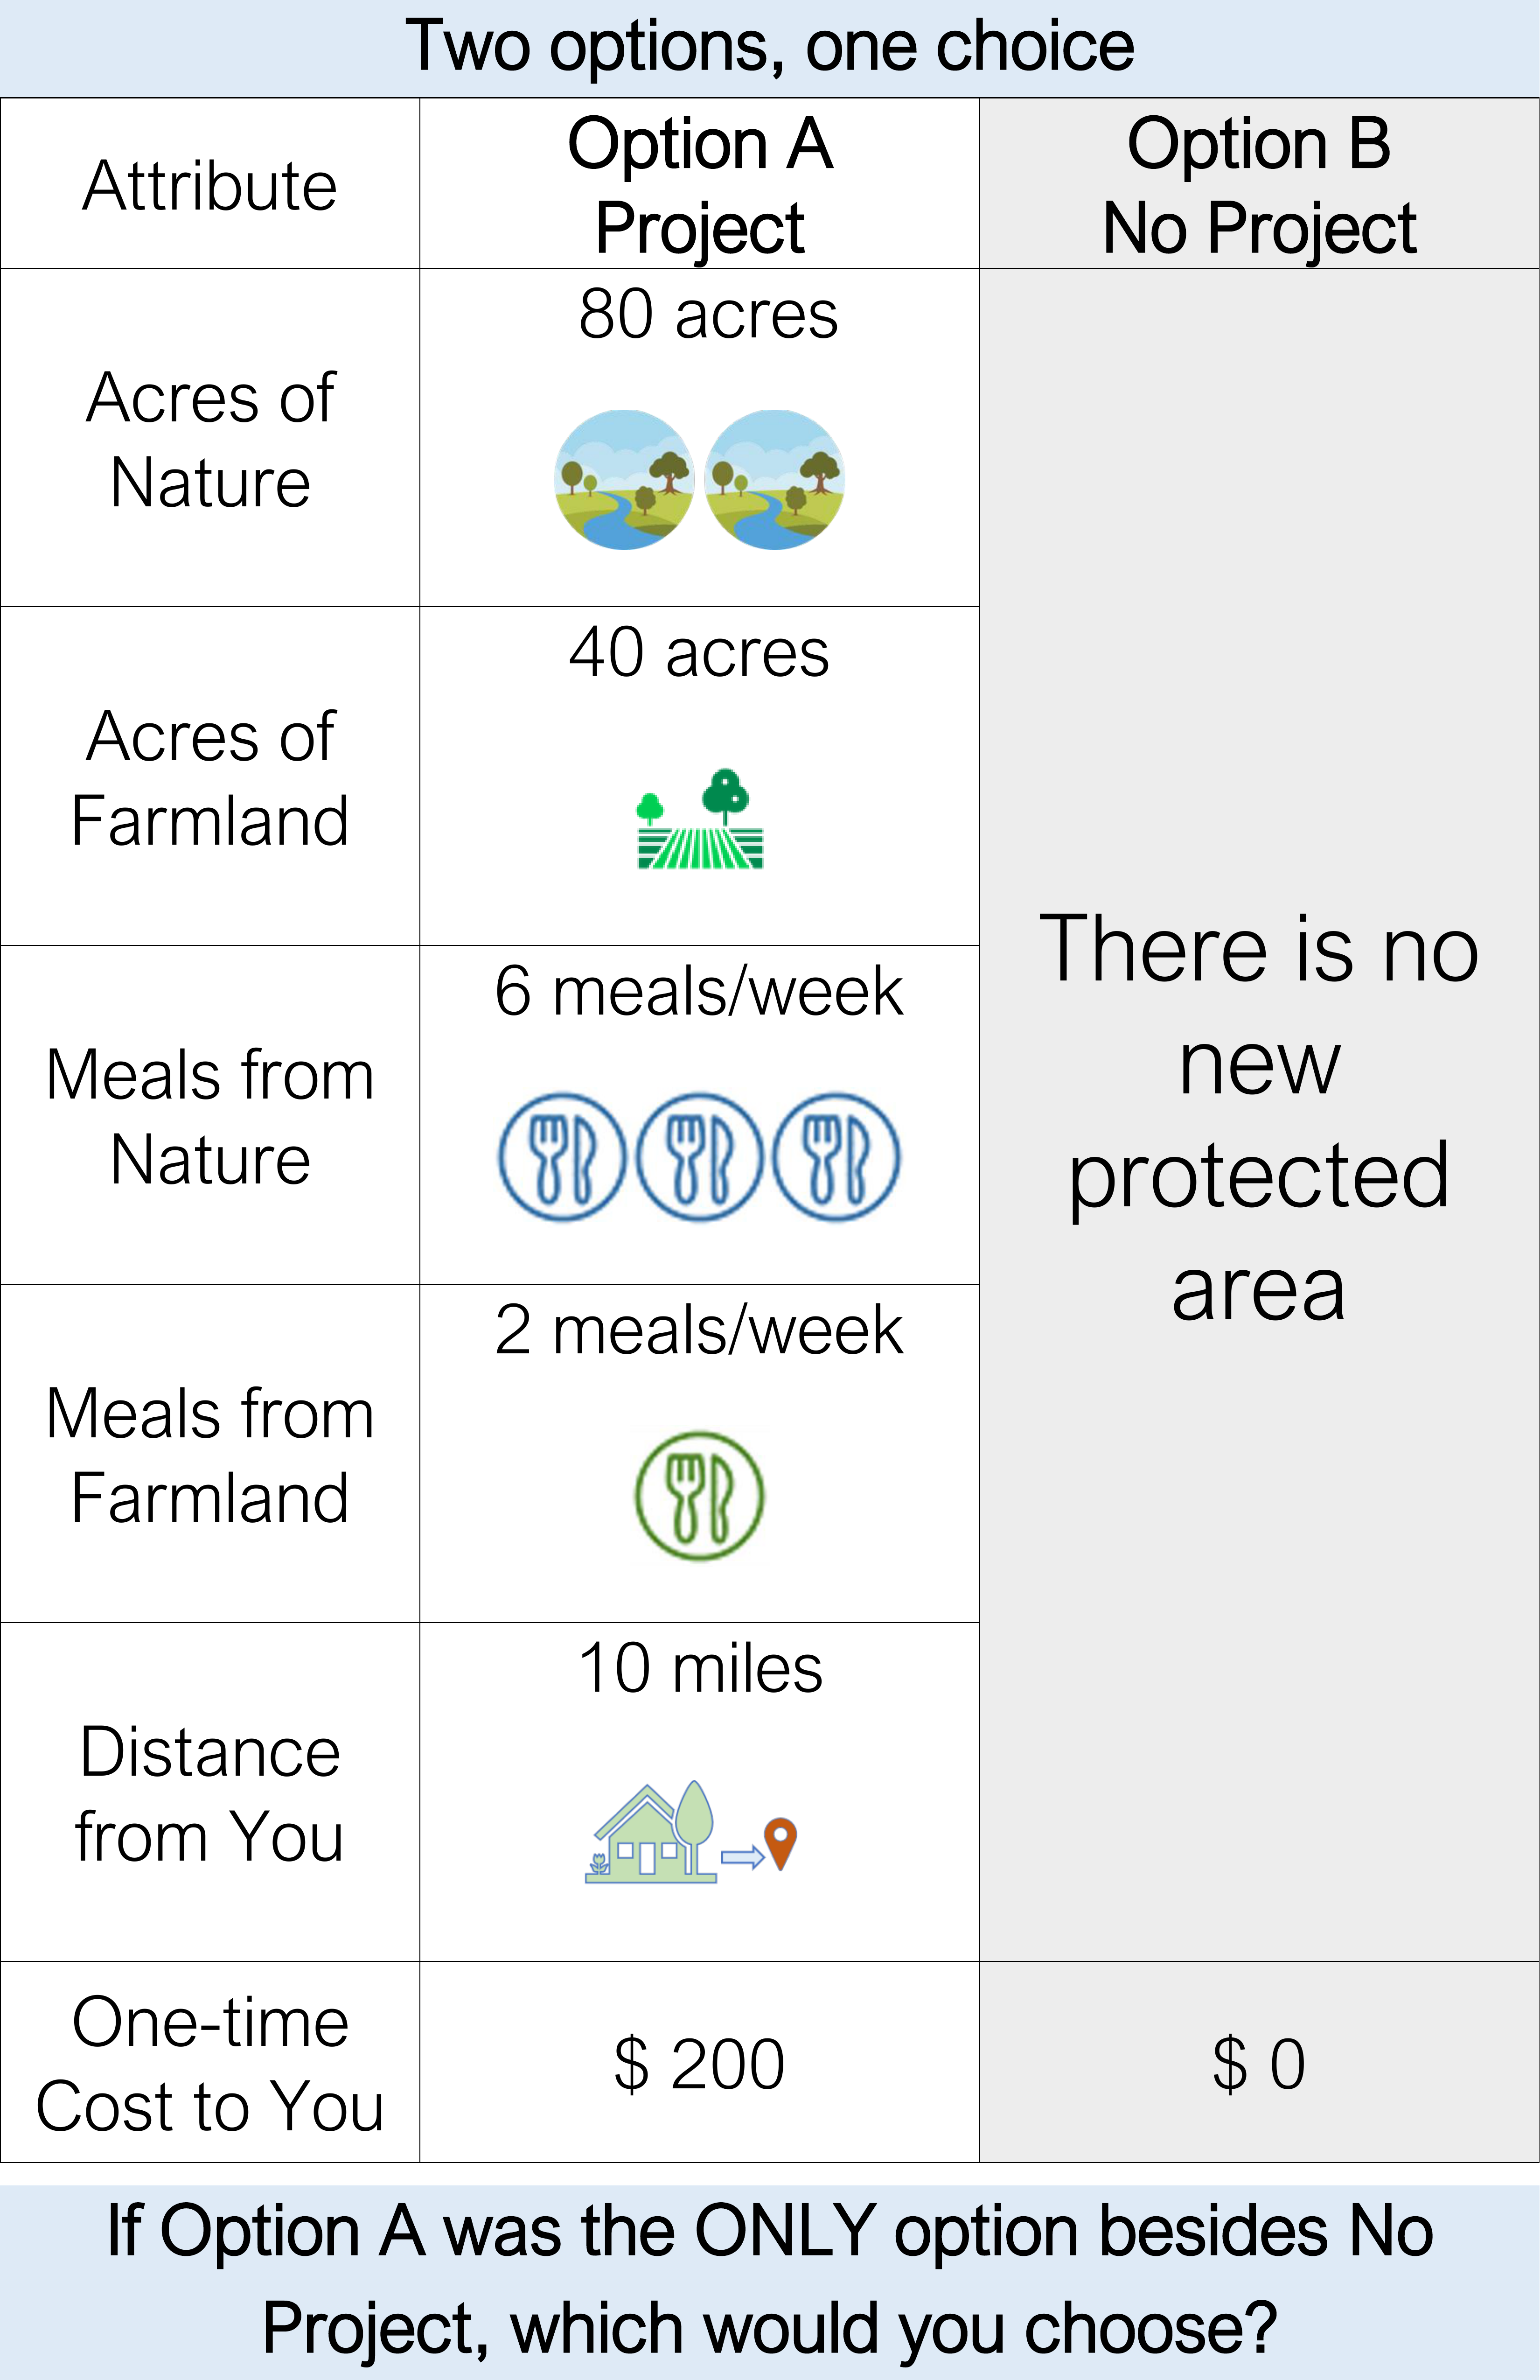 Two options, one choice
Attribute
Option A
Project
Option B
No Project
Acres of
Nature
80 acres
Acres of
Farmland
40 acres
Meals from
Nature
6 meals/week
Meals from
Farmland
2 meals/week
Distance
from You
10 miles
There is no
new
protected
area
One-time
Cost to You
$ 200
$ 0
If Option A was the ONLY option besides No
Project, which would you choose?